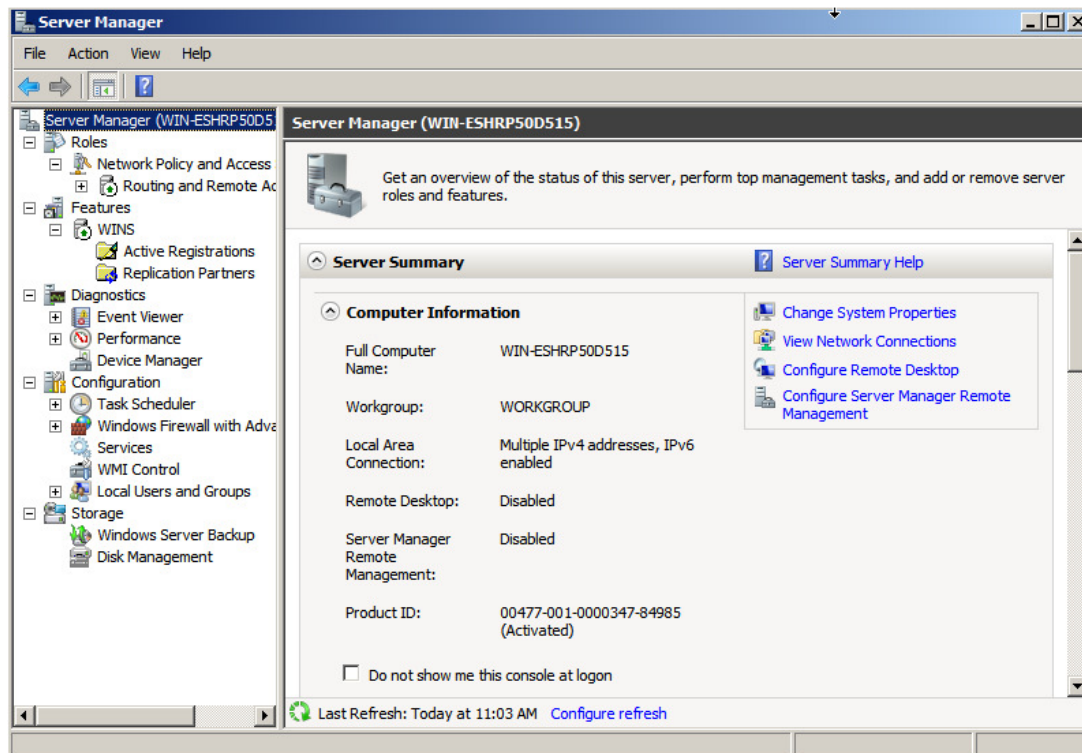 Server Manager
File Action View Help
Server Manager (WIN-ESHRP50D5
Roles
Network Policy and Access
Routing and Remote Ac
Features
WINS
Active Registrations
Replication Partners
Diagnostics
Event Viewer
Performance
Device Manager
Configuration
Task Scheduler
Windows Firewall with Adva
Services
WMI Control
Local Users and Groups
Storage
Windows Server Backup
Disk Management
Server Manager (WIN-ESHRP50D515)
Get an overview of the status of this server, perform top management tasks, and add or remove server
roles and features.
Server Summary
Server Summary Help
Computer Information
Full Computer
Name:
WIN-ESHRP50D515
Workgroup:
WORKGROUP
Local Area
Connection:
Multiple IPv4 addresses, IPv6
enabled
Remote Desktop:
Disabled
Server Manager
Remote
Management:
Disabled
Product ID:
00477-001-0000347-84985
(Activated)
Do not show me this console at logon
Change System Properties
View Network Connections
Configure Remote Desktop
Configure Server Manager Remote
Management
Last Refresh: Today at 11:03 AM Configure refresh